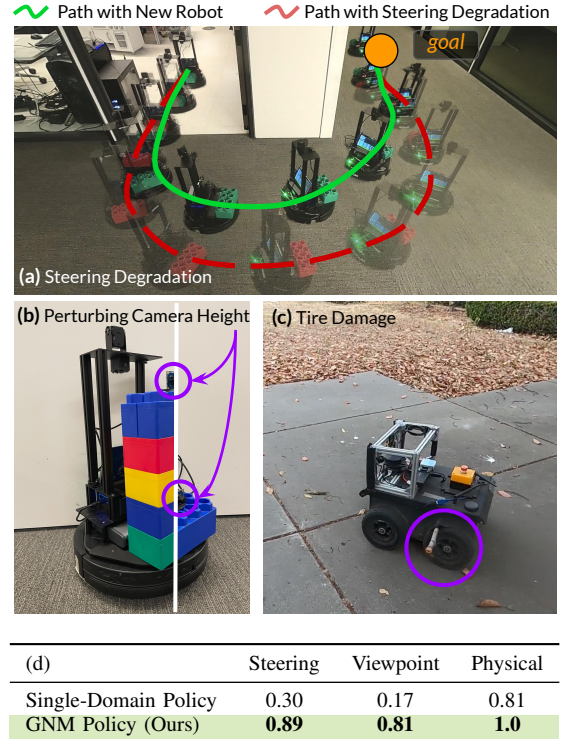 Path with New Robot Path with Steering Degradation
goal
(a) Steering Degradation
(b) Perturbing Camera Height
(c) Tire Damage
(d) Steering Viewpoint Physical
Single-Domain Policy 0.30 0.17 0.81
GNM Policy (Ours) 0.89 0.81 1.0